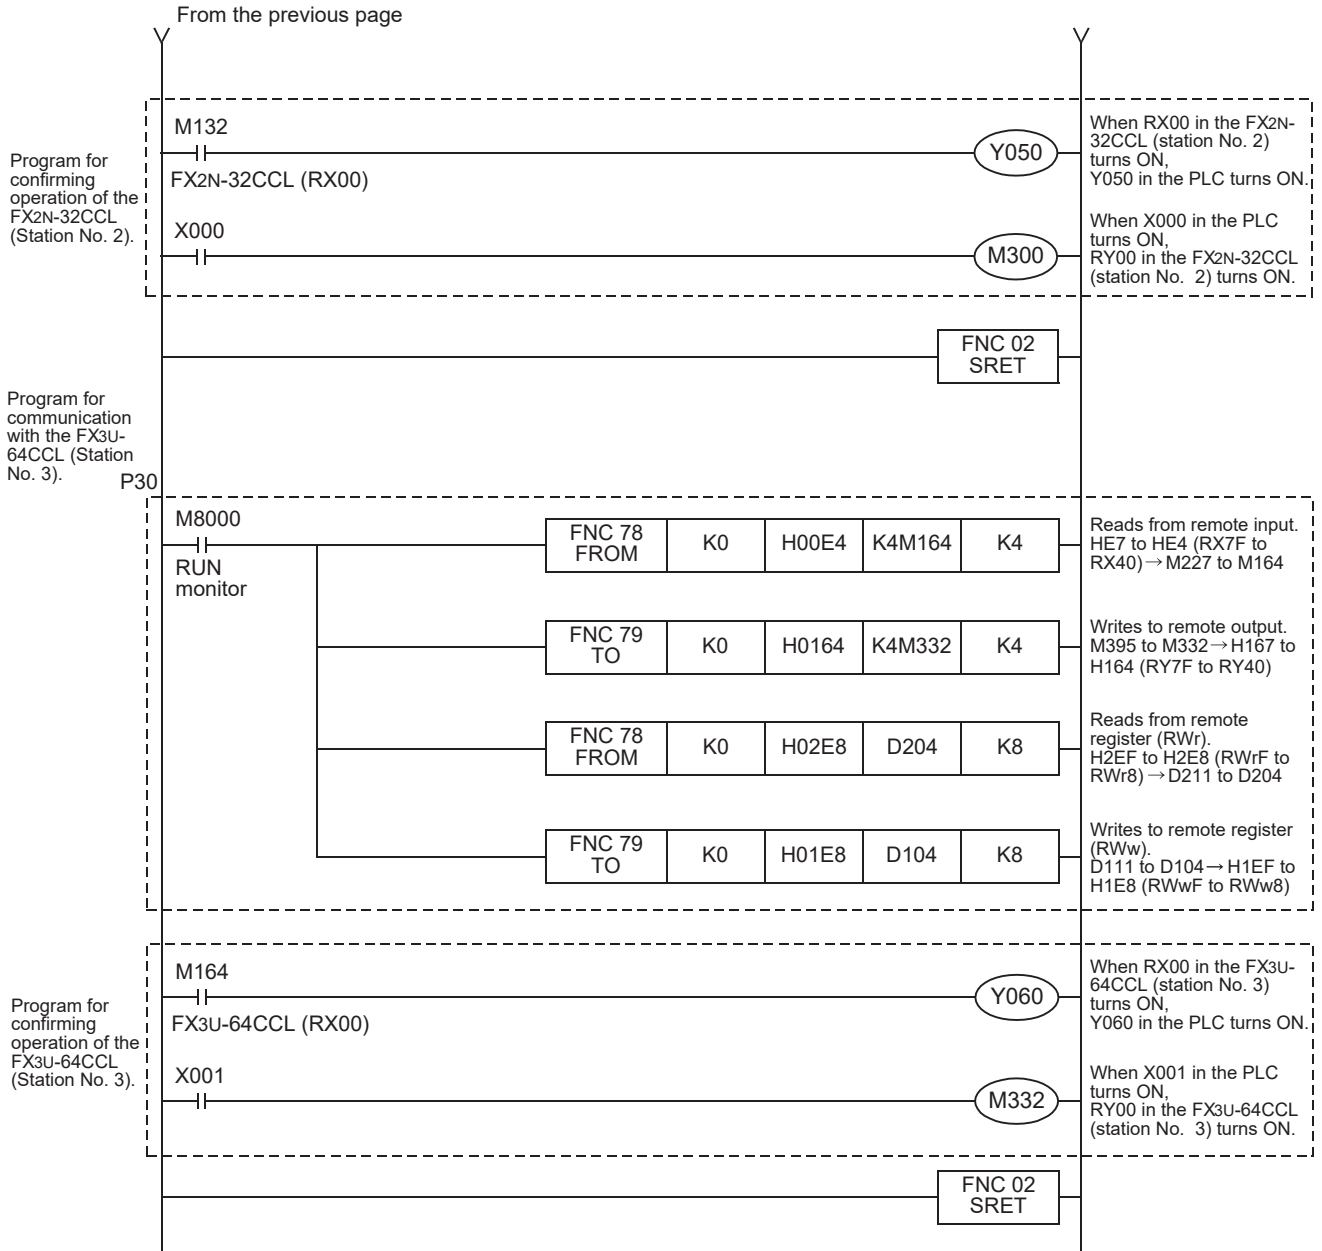 From the previous page
Program for
confirming
operation of the
FX2N-32CCL
(Station No. 2).
M132
FX2N-32CCL (RX00)
Y050
When RX00 in the FX2N-
32CCL (station No. 2)
turns ON,
Y050 in the PLC turns ON.
X000
M300
When X000 in the PLC
turns ON,
RY00 in the FX2N-32CCL
(station No. 2) turns ON.
FNC 02
SRET
Program for
communication
with the FX3U-
64CCL (Station
No. 3).
P30
M8000
RUN
monitor
FNC 78
FROM
K0
H00E4
K4M164
K4
Reads from remote input.
HE7 to HE4 (RX7F to
RX40)→M227 to M164
FNC 79
TO
K0
H0164
K4M332
K4
Writes to remote output.
M395 to M332→H167 to
H164 (RY7F to RY40)
FNC 78
FROM
K0
H02E8
D204
K8
Reads from remote
register (RWr).
H2EF to H2E8 (RWrF to
RWr8)→D211 to D204
FNC 79
TO
K0
H01E8
D104
K8
Writes to remote register
(RWw).
D111 to D104→H1EF to
H1E8 (RWwF to RWw8)
Program for
confirming
operation of the
FX3U-64CCL
(Station No. 3).
M164
FX3U-64CCL (RX00)
Y060
When RX00 in the FX3U-
64CCL (station No. 3)
turns ON,
Y060 in the PLC turns ON.
X001
M332
When X001 in the PLC
turns ON,
RY00 in the FX3U-64CCL
(station No. 3) turns ON.
FNC 02
SRET